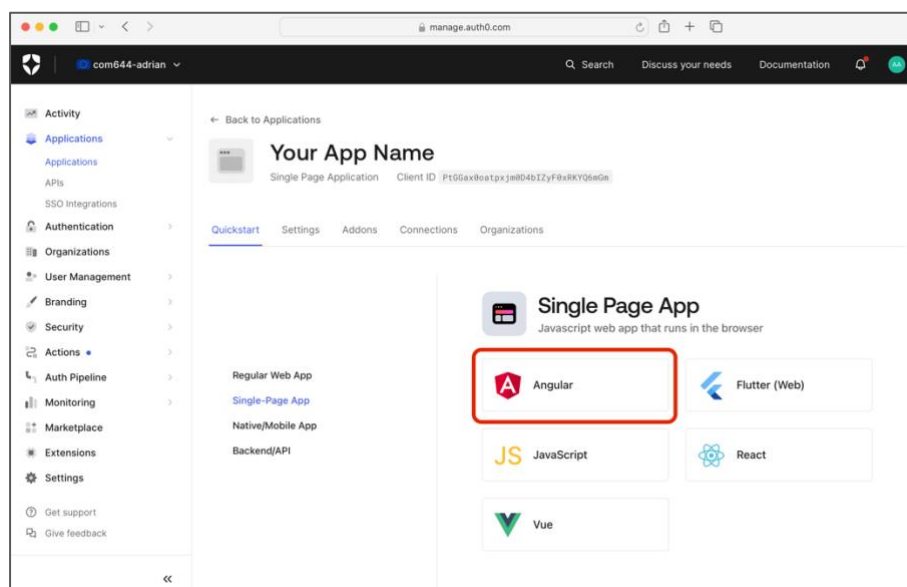 manage.auth0.com
com644-adrian
Search
Discuss your needs
Documentation
AA
Activity
Applications
Applications
APIs
SSO Integrations
Authentication
Organizations
User Management
Branding
Security
Actions
Auth Pipeline
Monitoring
Marketplace
Extensions
Settings
Get support
Give feedback
← Back to Applications
Your App Name
Single Page Application Client ID
Quickstart Settings Addons Connections Organizations
Regular Web App
Single-Page App
Native/Mobile App
Backend/API
Single Page App
Javascript web app that runs in the browser
Angular
Flutter (Web)
JS JavaScript
React
Vue